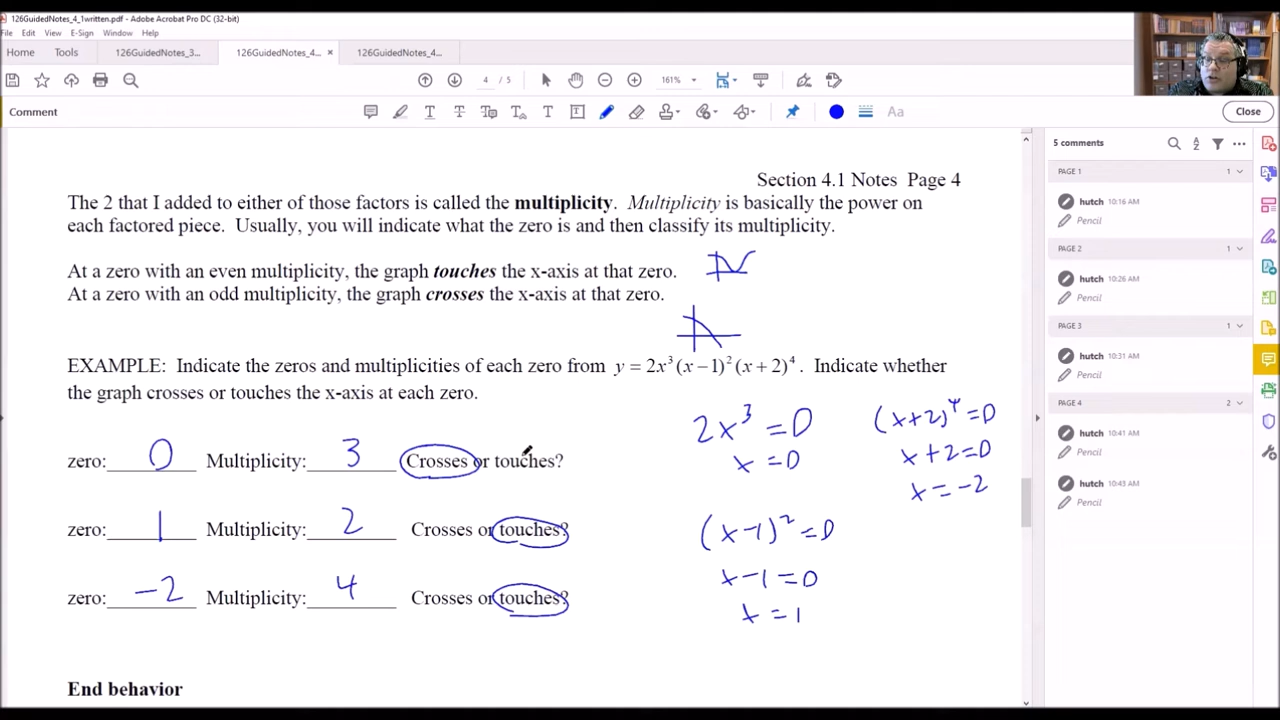 126GuidedNotes_4_1written.pdf - Adobe Acrobat Pro DC (32-bit)
File Edit View E-Sign Window Help
Home Tools 126GuidedNotes_3... 126GuidedNotes_4... × 126GuidedNotes_4...
4 / 5 161%
Comment Aa Close
5 comments
PAGE 1 1
hutch 10:16 AM
Pencil
PAGE 2 1
hutch 10:26 AM
Pencil
PAGE 3 1
hutch 10:31 AM
Pencil
PAGE 4 2
hutch 10:41 AM
Pencil
hutch 10:43 AM
Pencil
Section 4.1 Notes Page 4
The 2 that I added to either of those factors is called the multiplicity. Multiplicity is basically the power on
each factored piece. Usually, you will indicate what the zero is and then classify its multiplicity.
At a zero with an even multiplicity, the graph touches the x-axis at that zero.
At a zero with an odd multiplicity, the graph crosses the x-axis at that zero.
EXAMPLE: Indicate the zeros and multiplicities of each zero from y = 2x³(x − 1)²(x + 2)⁴. Indicate whether
the graph crosses or touches the x-axis at each zero.
zero: 0 Multiplicity: 3 Crosses or touches?
zero: 1 Multiplicity: 2 Crosses or touches?
zero: -2 Multiplicity: 4 Crosses or touches?
2x³ = 0
x = 0
(x+2)⁴ = 0
x+2 = 0
x = -2
(x-1)² = 0
x-1 = 0
x = 1
End behavior